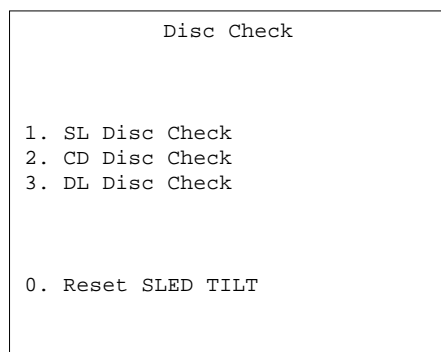 Disc Check
1. SL Disc Check
2. CD Disc Check
3. DL Disc Check
0. Reset SLED TILT